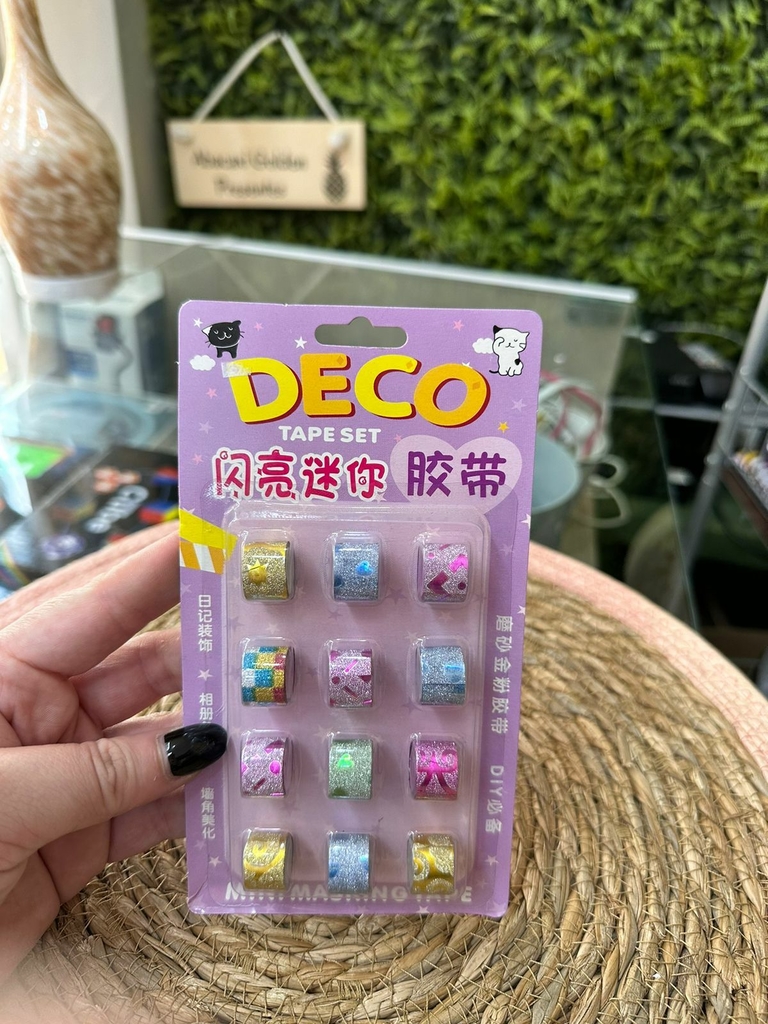 DECO
TAPE SET
闪亮迷你 胶带
日记装饰
相册
墙角美化
磨砂金粉胶带
DIY必备
MINI MASKING TAPE